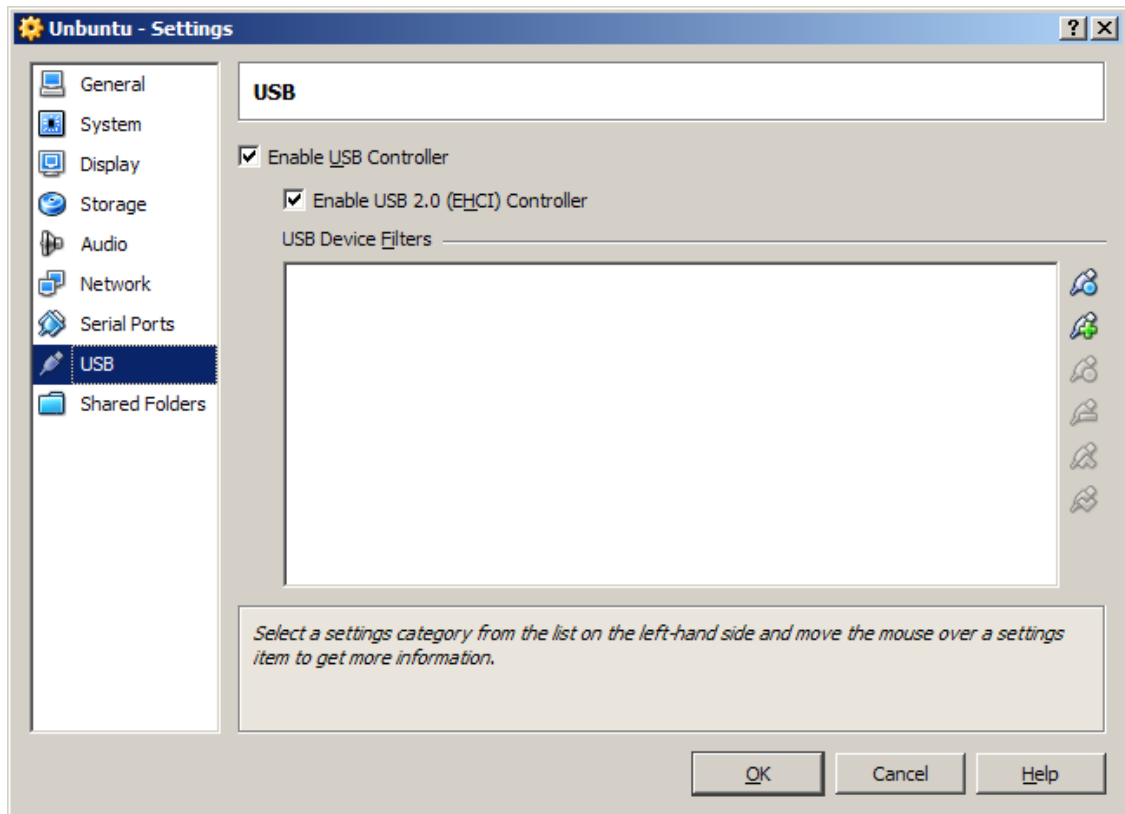 Unbuntu - Settings
General
System
Display
Storage
Audio
Network
Serial Ports
USB
Shared Folders
USB
Enable USB Controller
Enable USB 2.0 (EHCI) Controller
USB Device Filters
Select a settings category from the list on the left-hand side and move the mouse over a settings
item to get more information.
OK
Cancel
Help